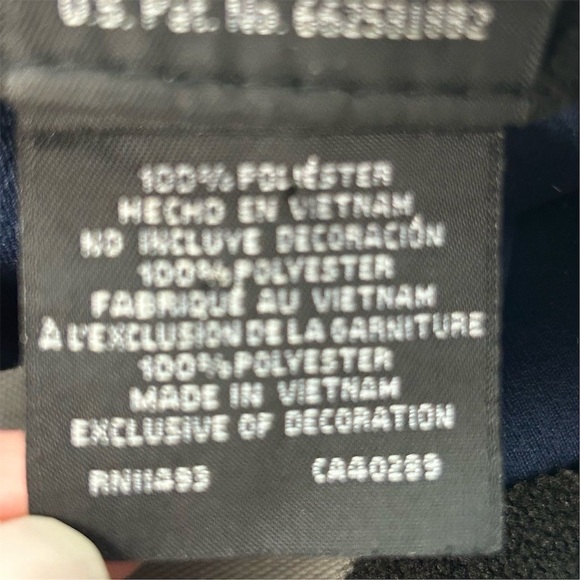 U.S. Pat. No.
100% POLIÉSTER
HECHO EN VIETNAM
NO INCLUYE DECORACIÓN
100% POLYESTER
FABRIQUÉ AU VIETNAM
À L'EXCLUSION DE LA GARNITURE
100% POLYESTER
MADE IN VIETNAM
EXCLUSIVE OF DECORATION
CA40299